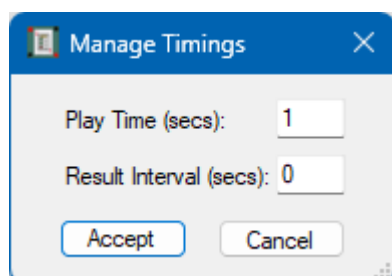 Manage Timings
Play Time (secs): 1
Result Interval (secs): 0
Accept Cancel